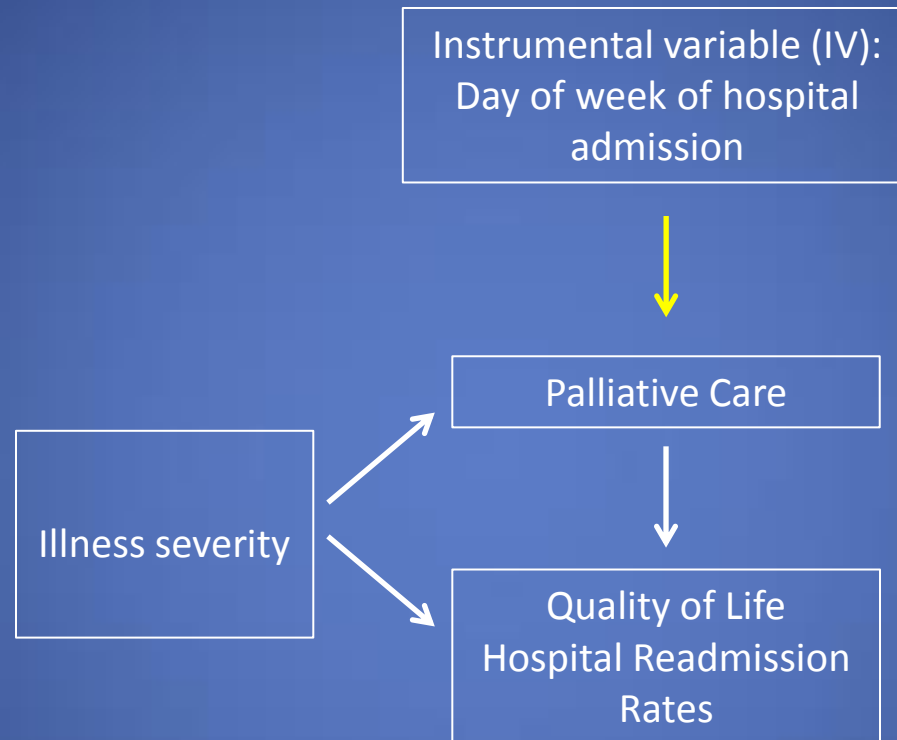 Instrumental variable (IV):
Day of week of hospital
admission
Palliative Care
Illness severity
Quality of Life
Hospital Readmission
Rates